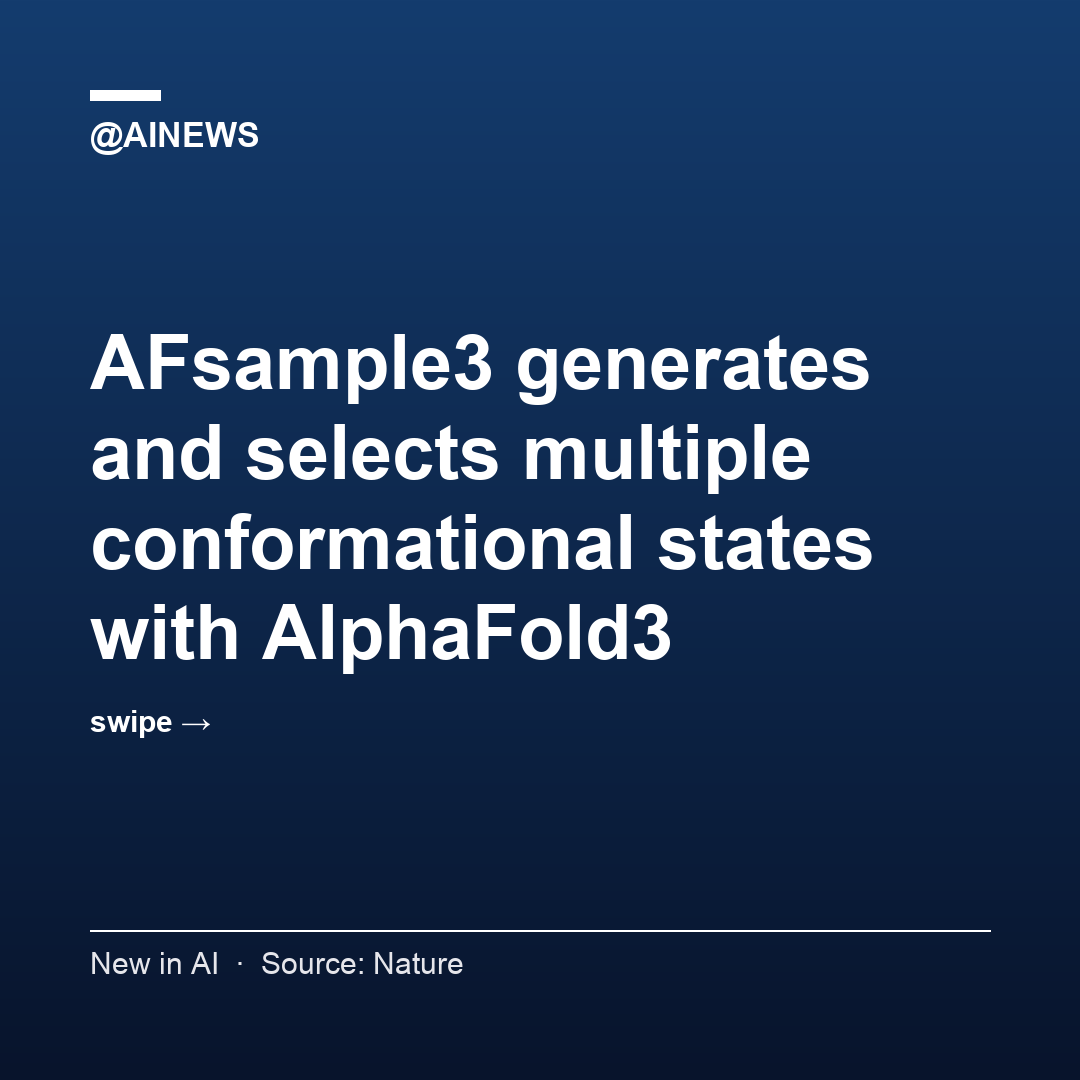 @AINEWS
AFsample3 generates
and selects multiple
conformational states
with AlphaFold3
swipe →
New in AI · Source: Nature